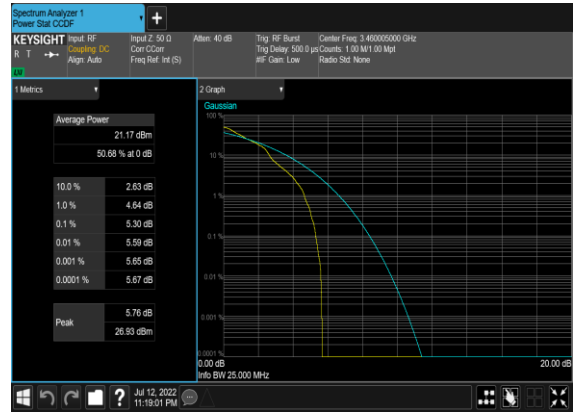 Spectrum Analyzer 1
Power Stat CCDF
KEYSIGHT
R T
LXI
Input: RF
Coupling: DC
Align: Auto
Input Z: 50 Ω
Corr CCorr
Freq Ref: Int (S)
Atten: 40 dB
Trig: RF Burst
Trig Delay: 500.0 µs
#IF Gain: Low
Center Freq: 3.460005000 GHz
Counts: 1.00 M/1.00 Mpt
Radio Std: None
1 Metrics
Average Power
21.17 dBm
50.68 % at 0 dB
10.0 % 2.63 dB
1.0 % 4.64 dB
0.1 % 5.30 dB
0.01 % 5.59 dB
0.001 % 5.65 dB
0.0001 % 5.67 dB
Peak
5.76 dB
26.93 dBm
2 Graph
Gaussian
100 %
10 %
1 %
0.1 %
0.01 %
0.001 %
0.0001 %
0.00 dB
20.00 dB
Info BW 25.000 MHz
?
Jul 12, 2022
11:19:01 PM